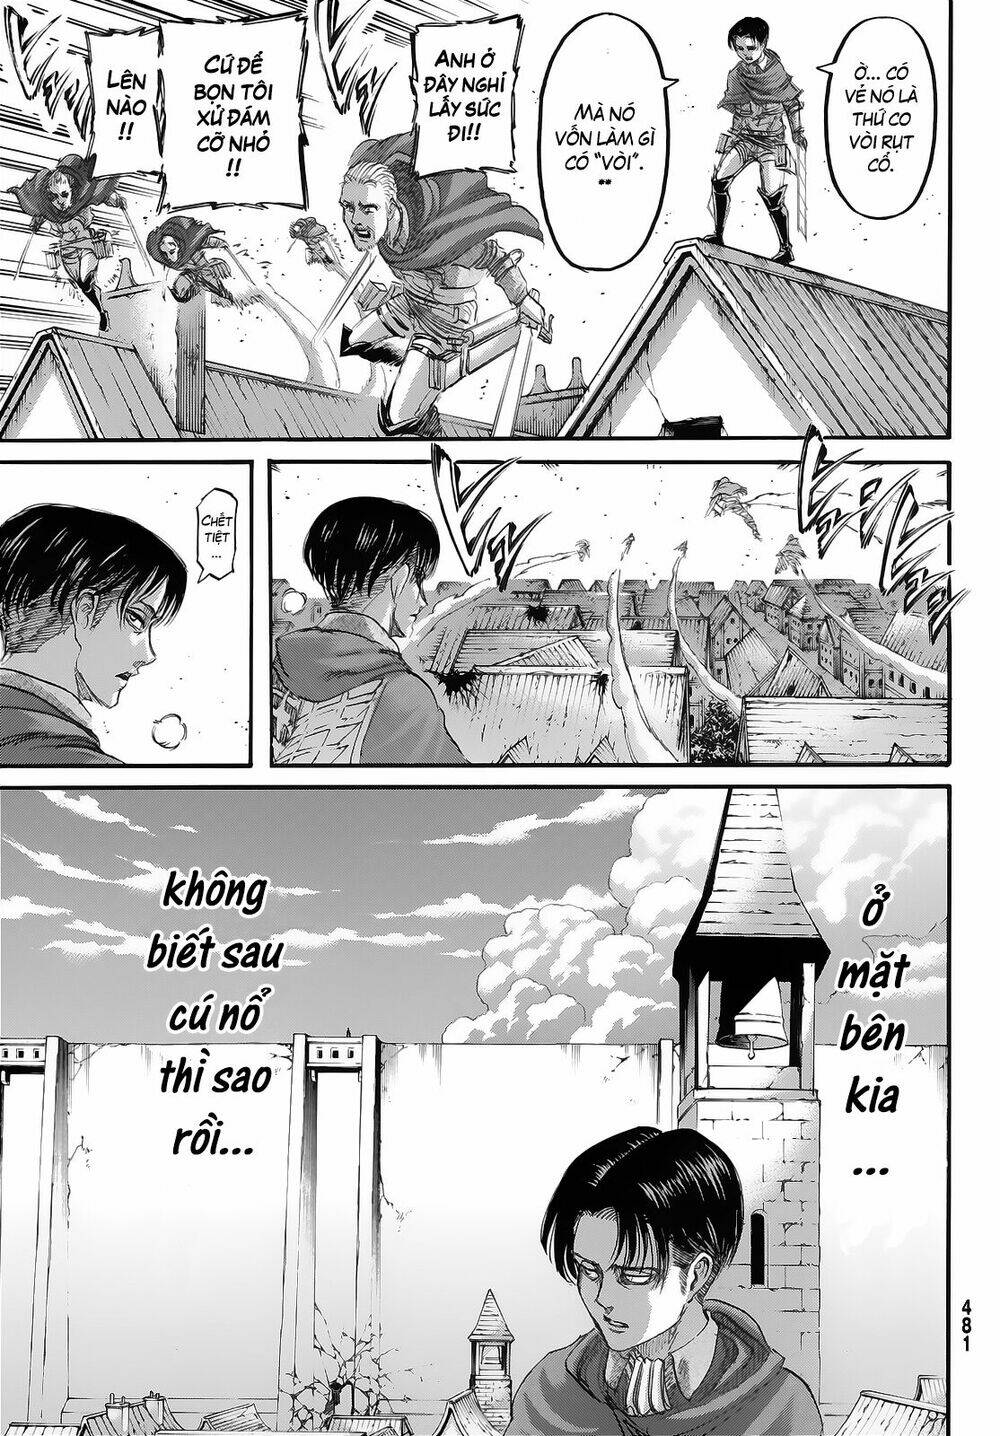 Ờ... CÓ
VẺ NÓ LÀ
THỨ CO
VÒI RỤT
CỔ.
MÀ NÓ
VỐN LÀM GÌ
CÓ "VÒI".
**
ANH Ở
ĐÂY NGHỈ
LẤY SỨC
ĐI!!
CỨ ĐỂ
BỌN TÔI
XỬ ĐÁM
CỠ NHỎ
!!
LÊN
NÀO
!!
CHẾT
TIỆT
...
Ở
MẶT
BÊN
KIA
...
KHÔNG
BIẾT SAU
CÚ NỔ
THÌ SAO
RỒI...
481